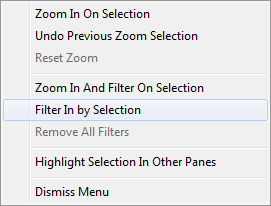 Zoom In On Selection
Undo Previous Zoom Selection
Reset Zoom
Zoom In And Filter On Selection
Filter In by Selection
Remove All Filters
Highlight Selection In Other Panes
Dismiss Menu